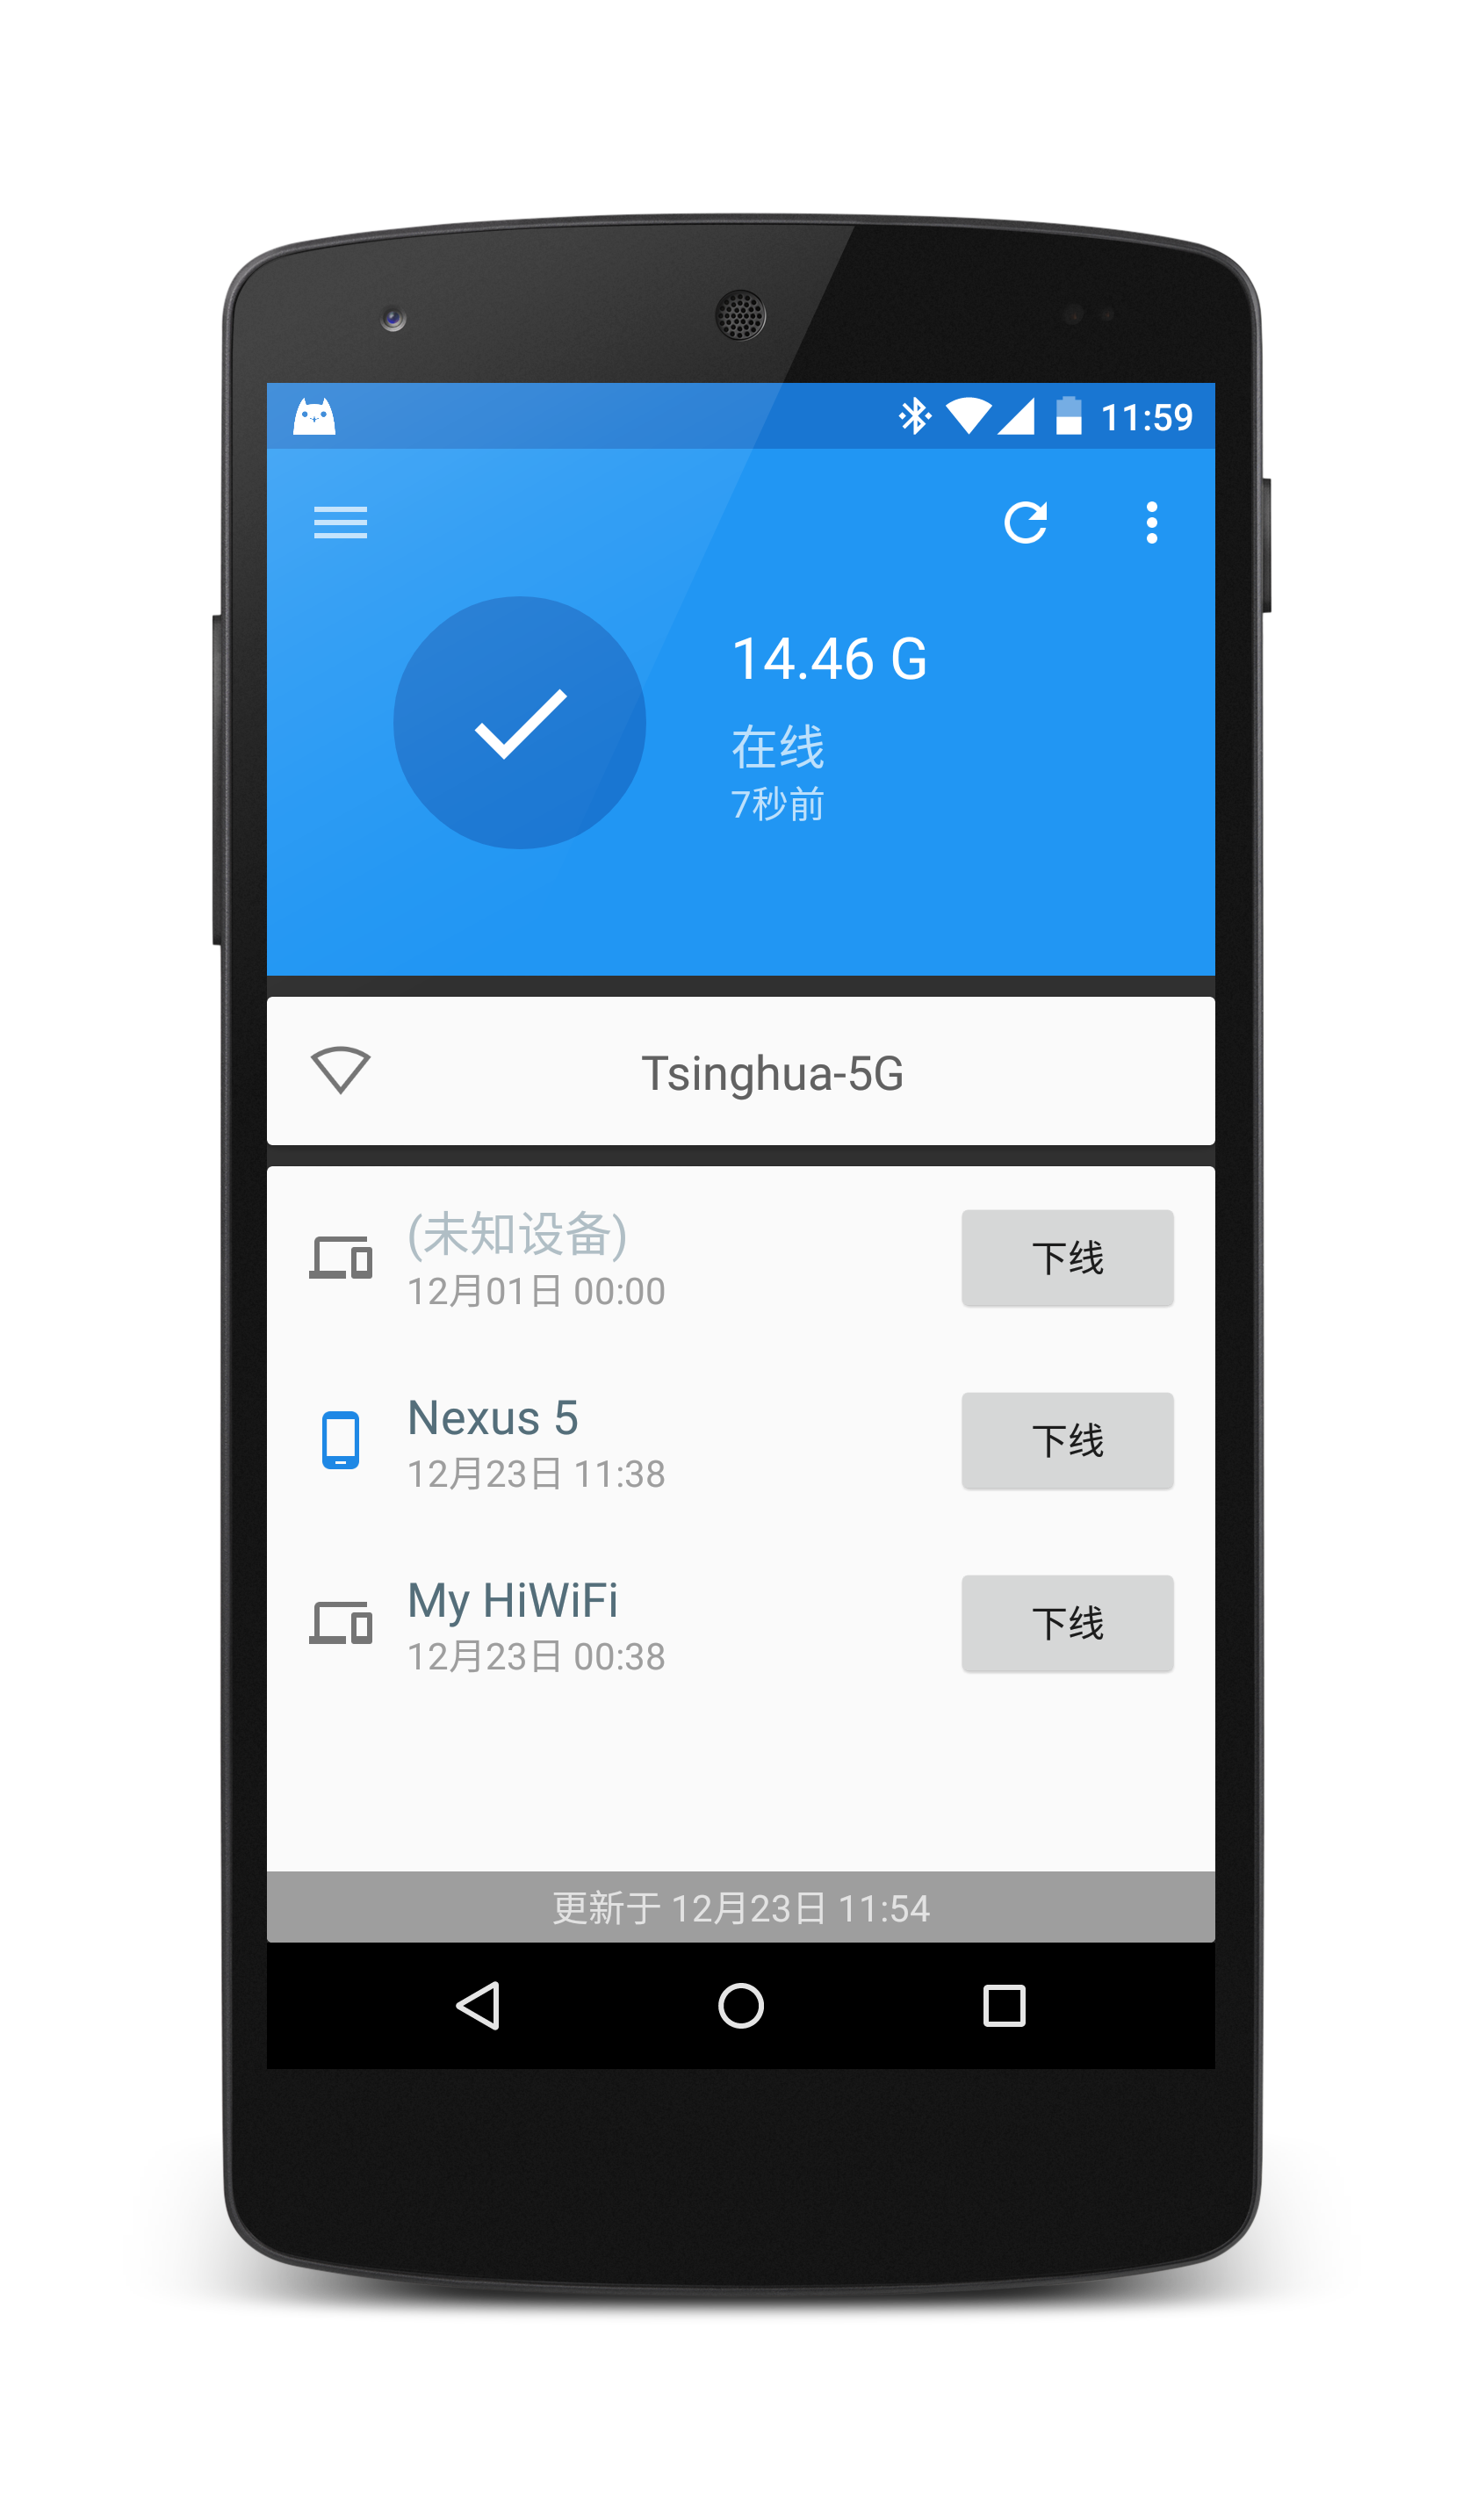 11:59
14.46 G
在线
7秒前
Tsinghua-5G
(未知设备)
12月01日 00:00
下线
Nexus 5
12月23日 11:38
下线
My HiWiFi
12月23日 00:38
下线
更新于 12月23日 11:54